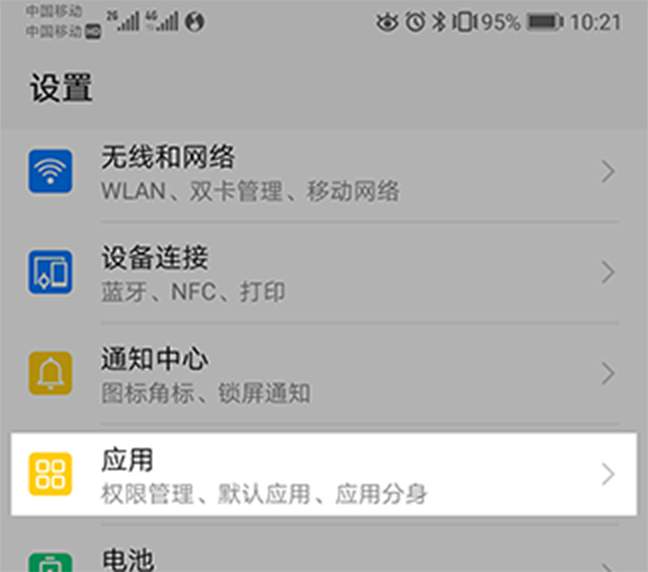 中国移动
中国移动 HD 2G 4G 95% 10:21
设置
无线和网络
WLAN、双卡管理、移动网络
设备连接
蓝牙、NFC、打印
通知中心
图标角标、锁屏通知
应用
权限管理、默认应用、应用分身
电池